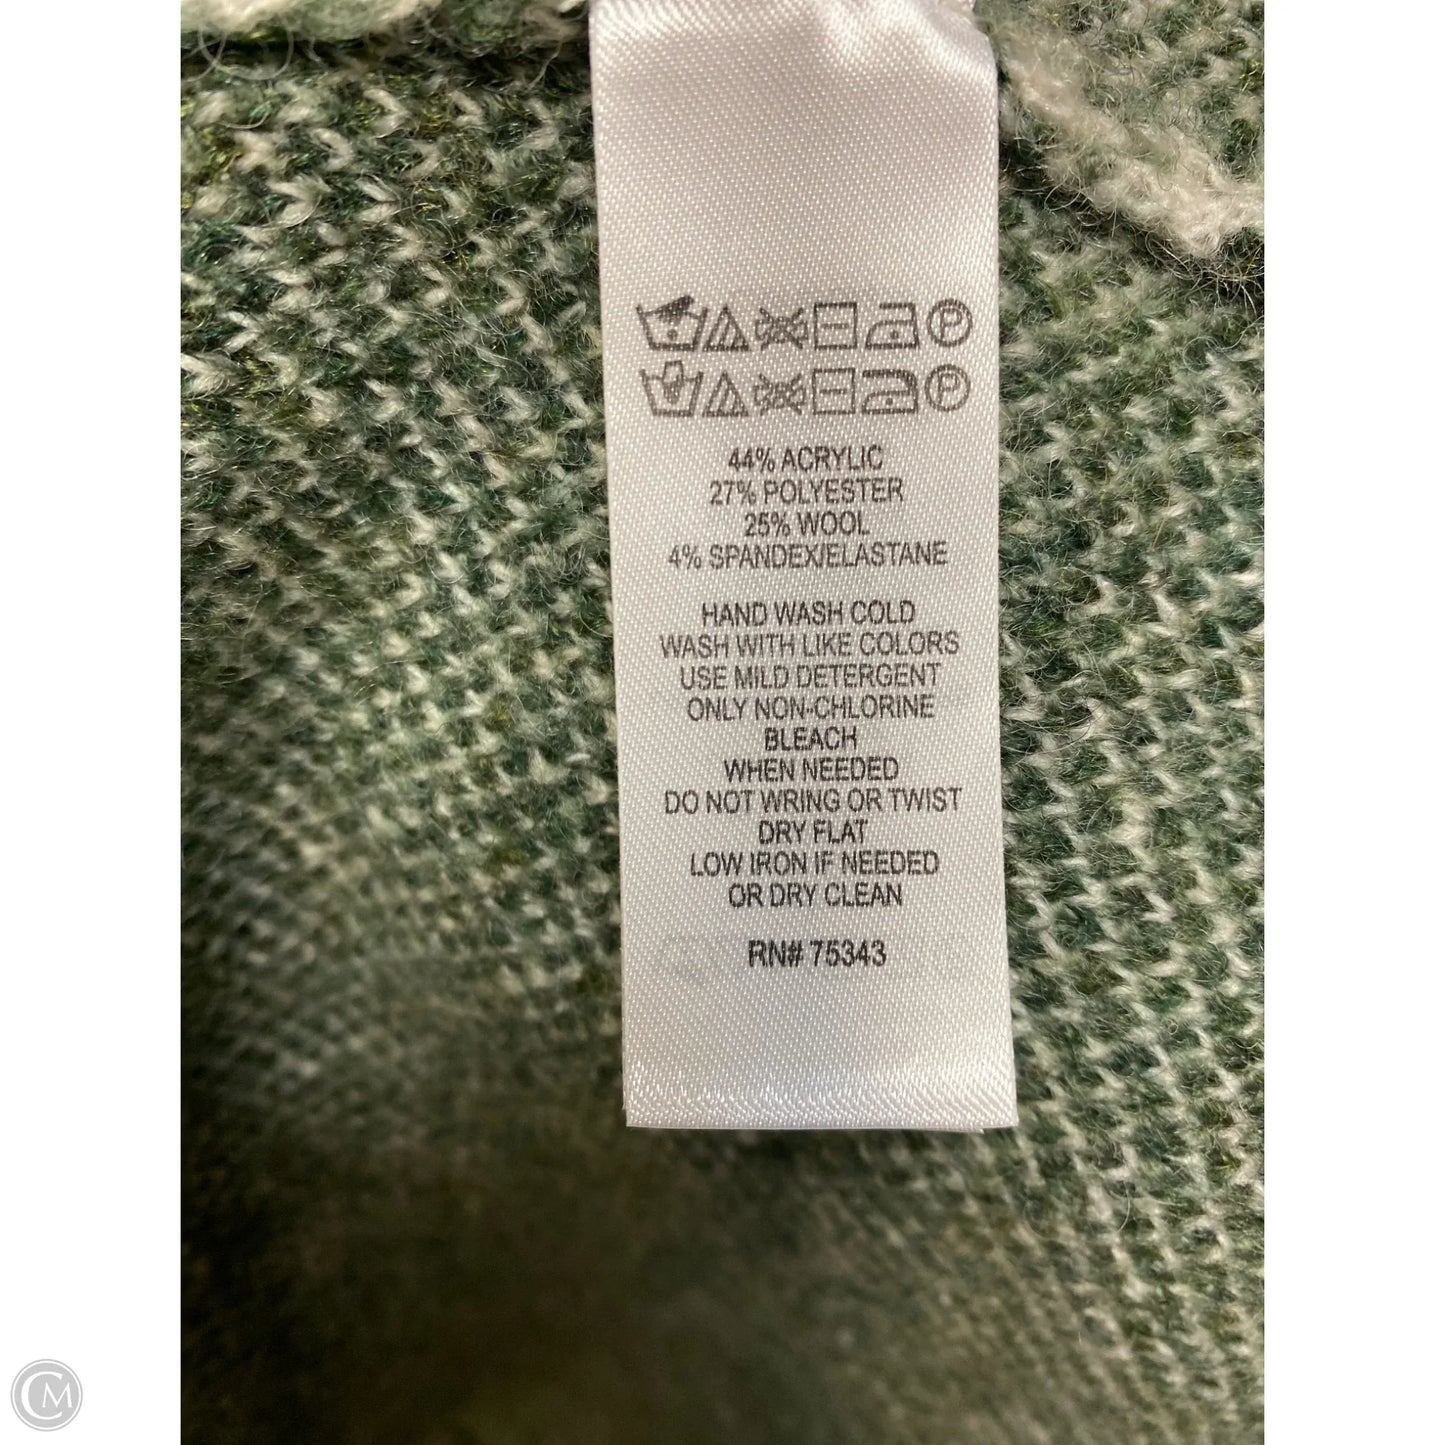 P
P
44% ACRYLIC
27% POLYESTER
25% WOOL
4% SPANDEX/ELASTANE
HAND WASH COLD
WASH WITH LIKE COLORS
USE MILD DETERGENT
ONLY NON-CHLORINE
BLEACH
WHEN NEEDED
DO NOT WRING OR TWIST
DRY FLAT
LOW IRON IF NEEDED
OR DRY CLEAN
RN# 75343
CM